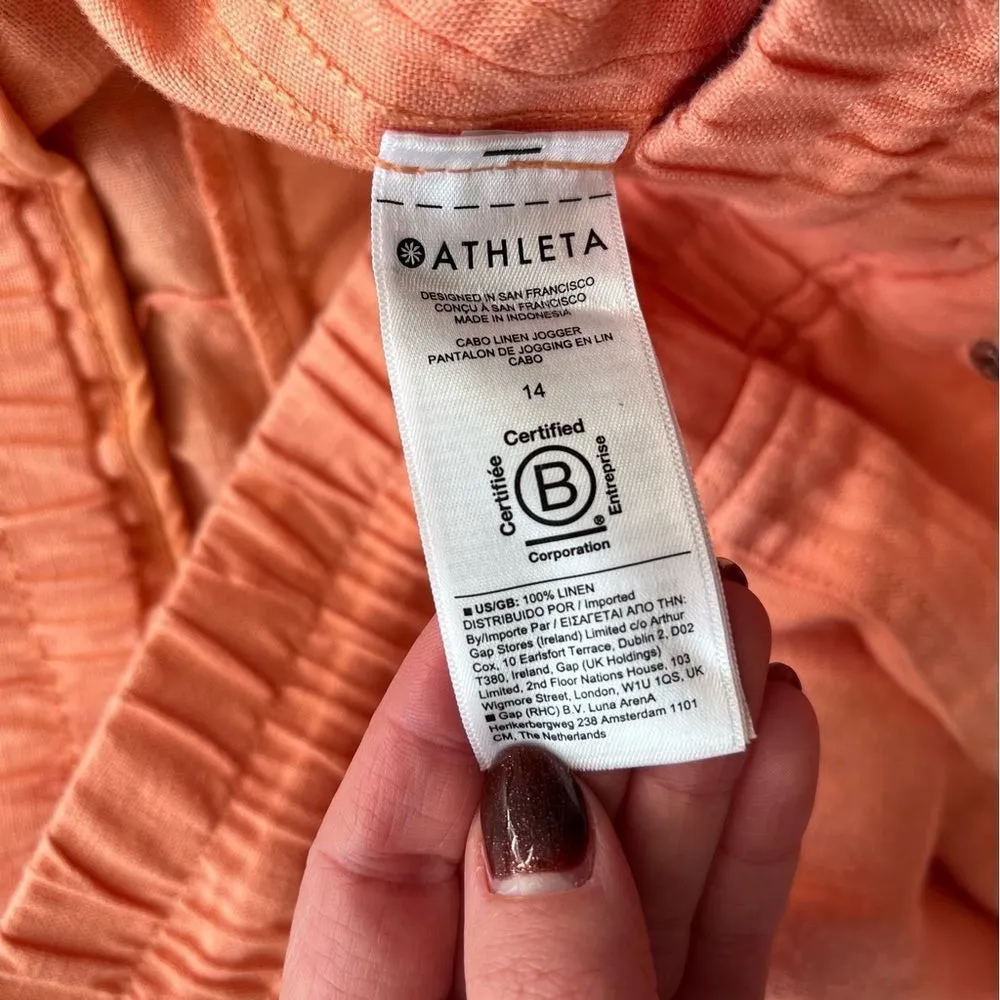 ATHLETA
DESIGNED IN SAN FRANCISCO
CONÇU À SAN FRANCISCO
MADE IN INDONESIA
CABO LINEN JOGGER
PANTALON DE JOGGING EN LIN
CABO
14
Certified
Certifiée
B
Entreprise
®
Corporation
■ US/GB: 100% LINEN
DISTRIBUIDO POR / Imported
By/Importe Par / ΕΙΣΑΓΕΤΑΙ ΑΠΟ ΤΗΝ:
Gap Stores (Ireland) Limited c/o Arthur
Cox, 10 Earlsfort Terrace, Dublin 2, D02
T380, Ireland, Gap (UK Holdings)
Limited, 2nd Floor Nations House, 103
Wigmore Street, London, W1U 1QS, UK
■ Gap (RHC) B.V. Luna ArenA
Herikerbergweg 238 Amsterdam 1101
CM, The Netherlands